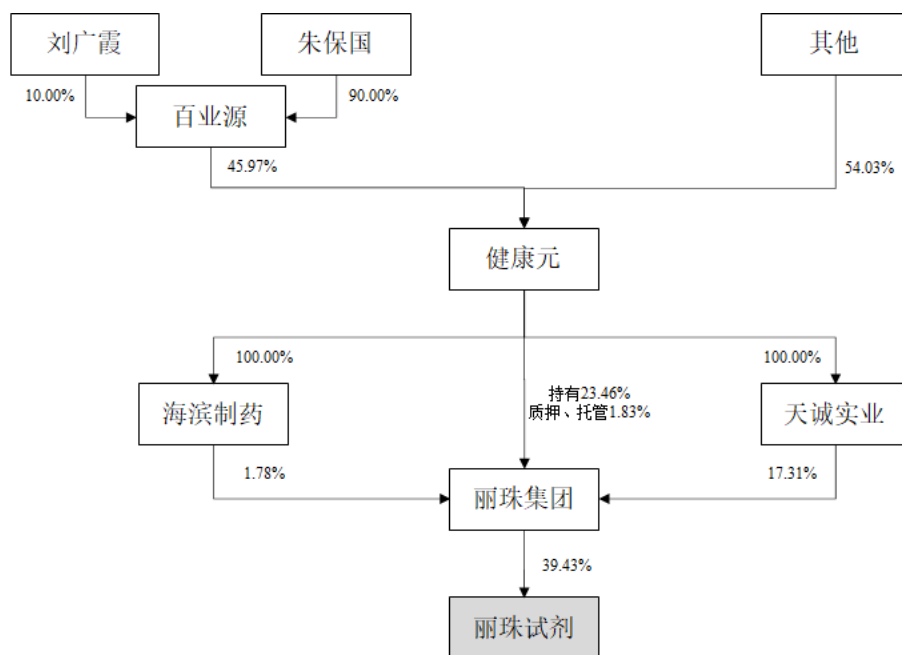 刘广霞
朱保国
其他
10.00%
90.00%
百业源
45.97%
54.03%
健康元
100.00%
100.00%
持有23.46%
质押、托管1.83%
海滨制药
天诚实业
1.78%
17.31%
丽珠集团
39.43%
丽珠试剂